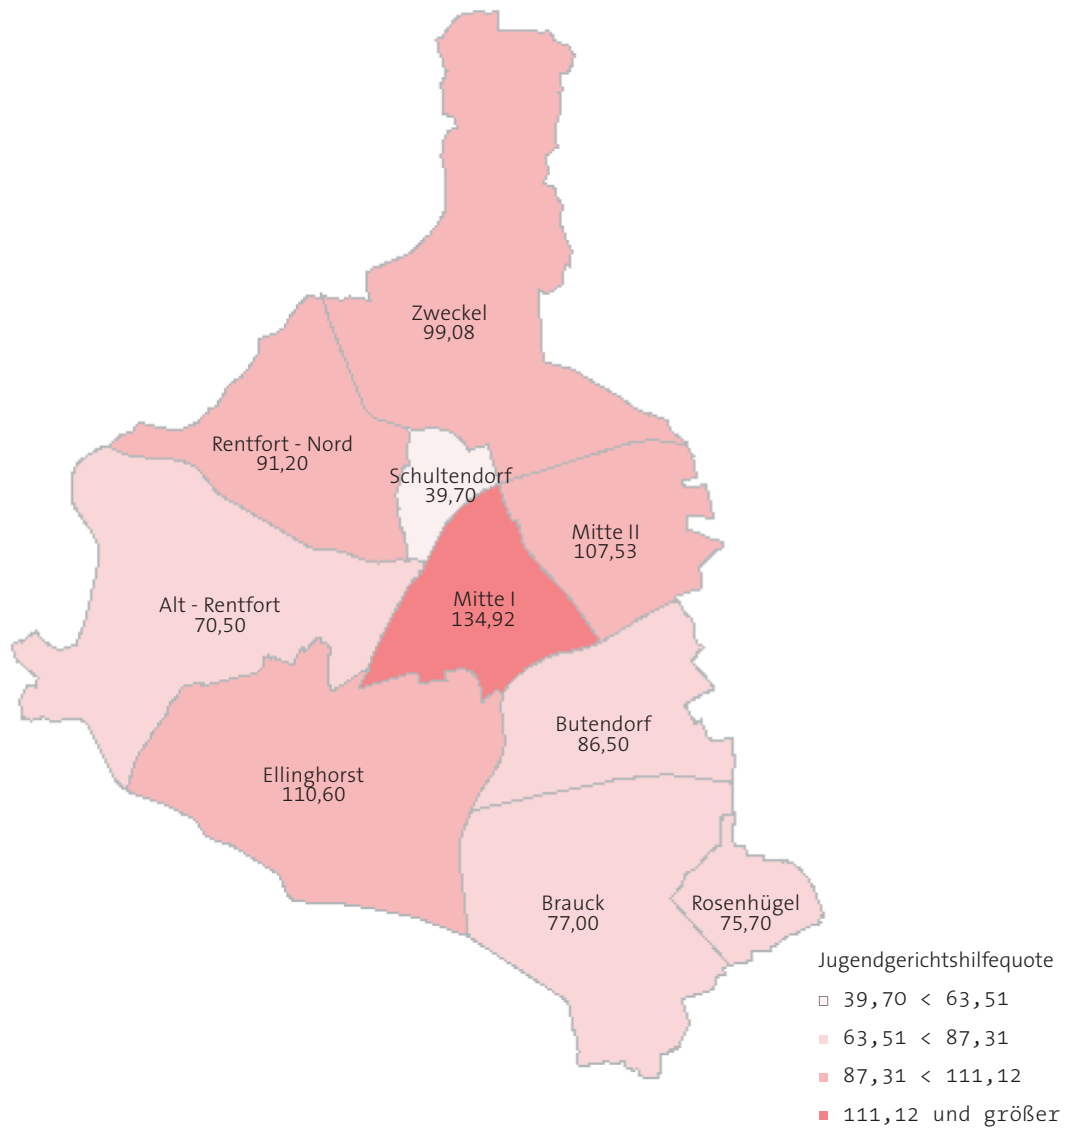 Zweckel
99,08
Rentfort - Nord
91,20
Schultendorf
39,70
Mitte II
107,53
Mitte I
134,92
Alt - Rentfort
70,50
Butendorf
86,50
Ellinghorst
110,60
Brauck
77,00
Rosenhügel
75,70
Jugendgerichtshilfequote
39,70 < 63,51
63,51 < 87,31
87,31 < 111,12
111,12 und größer